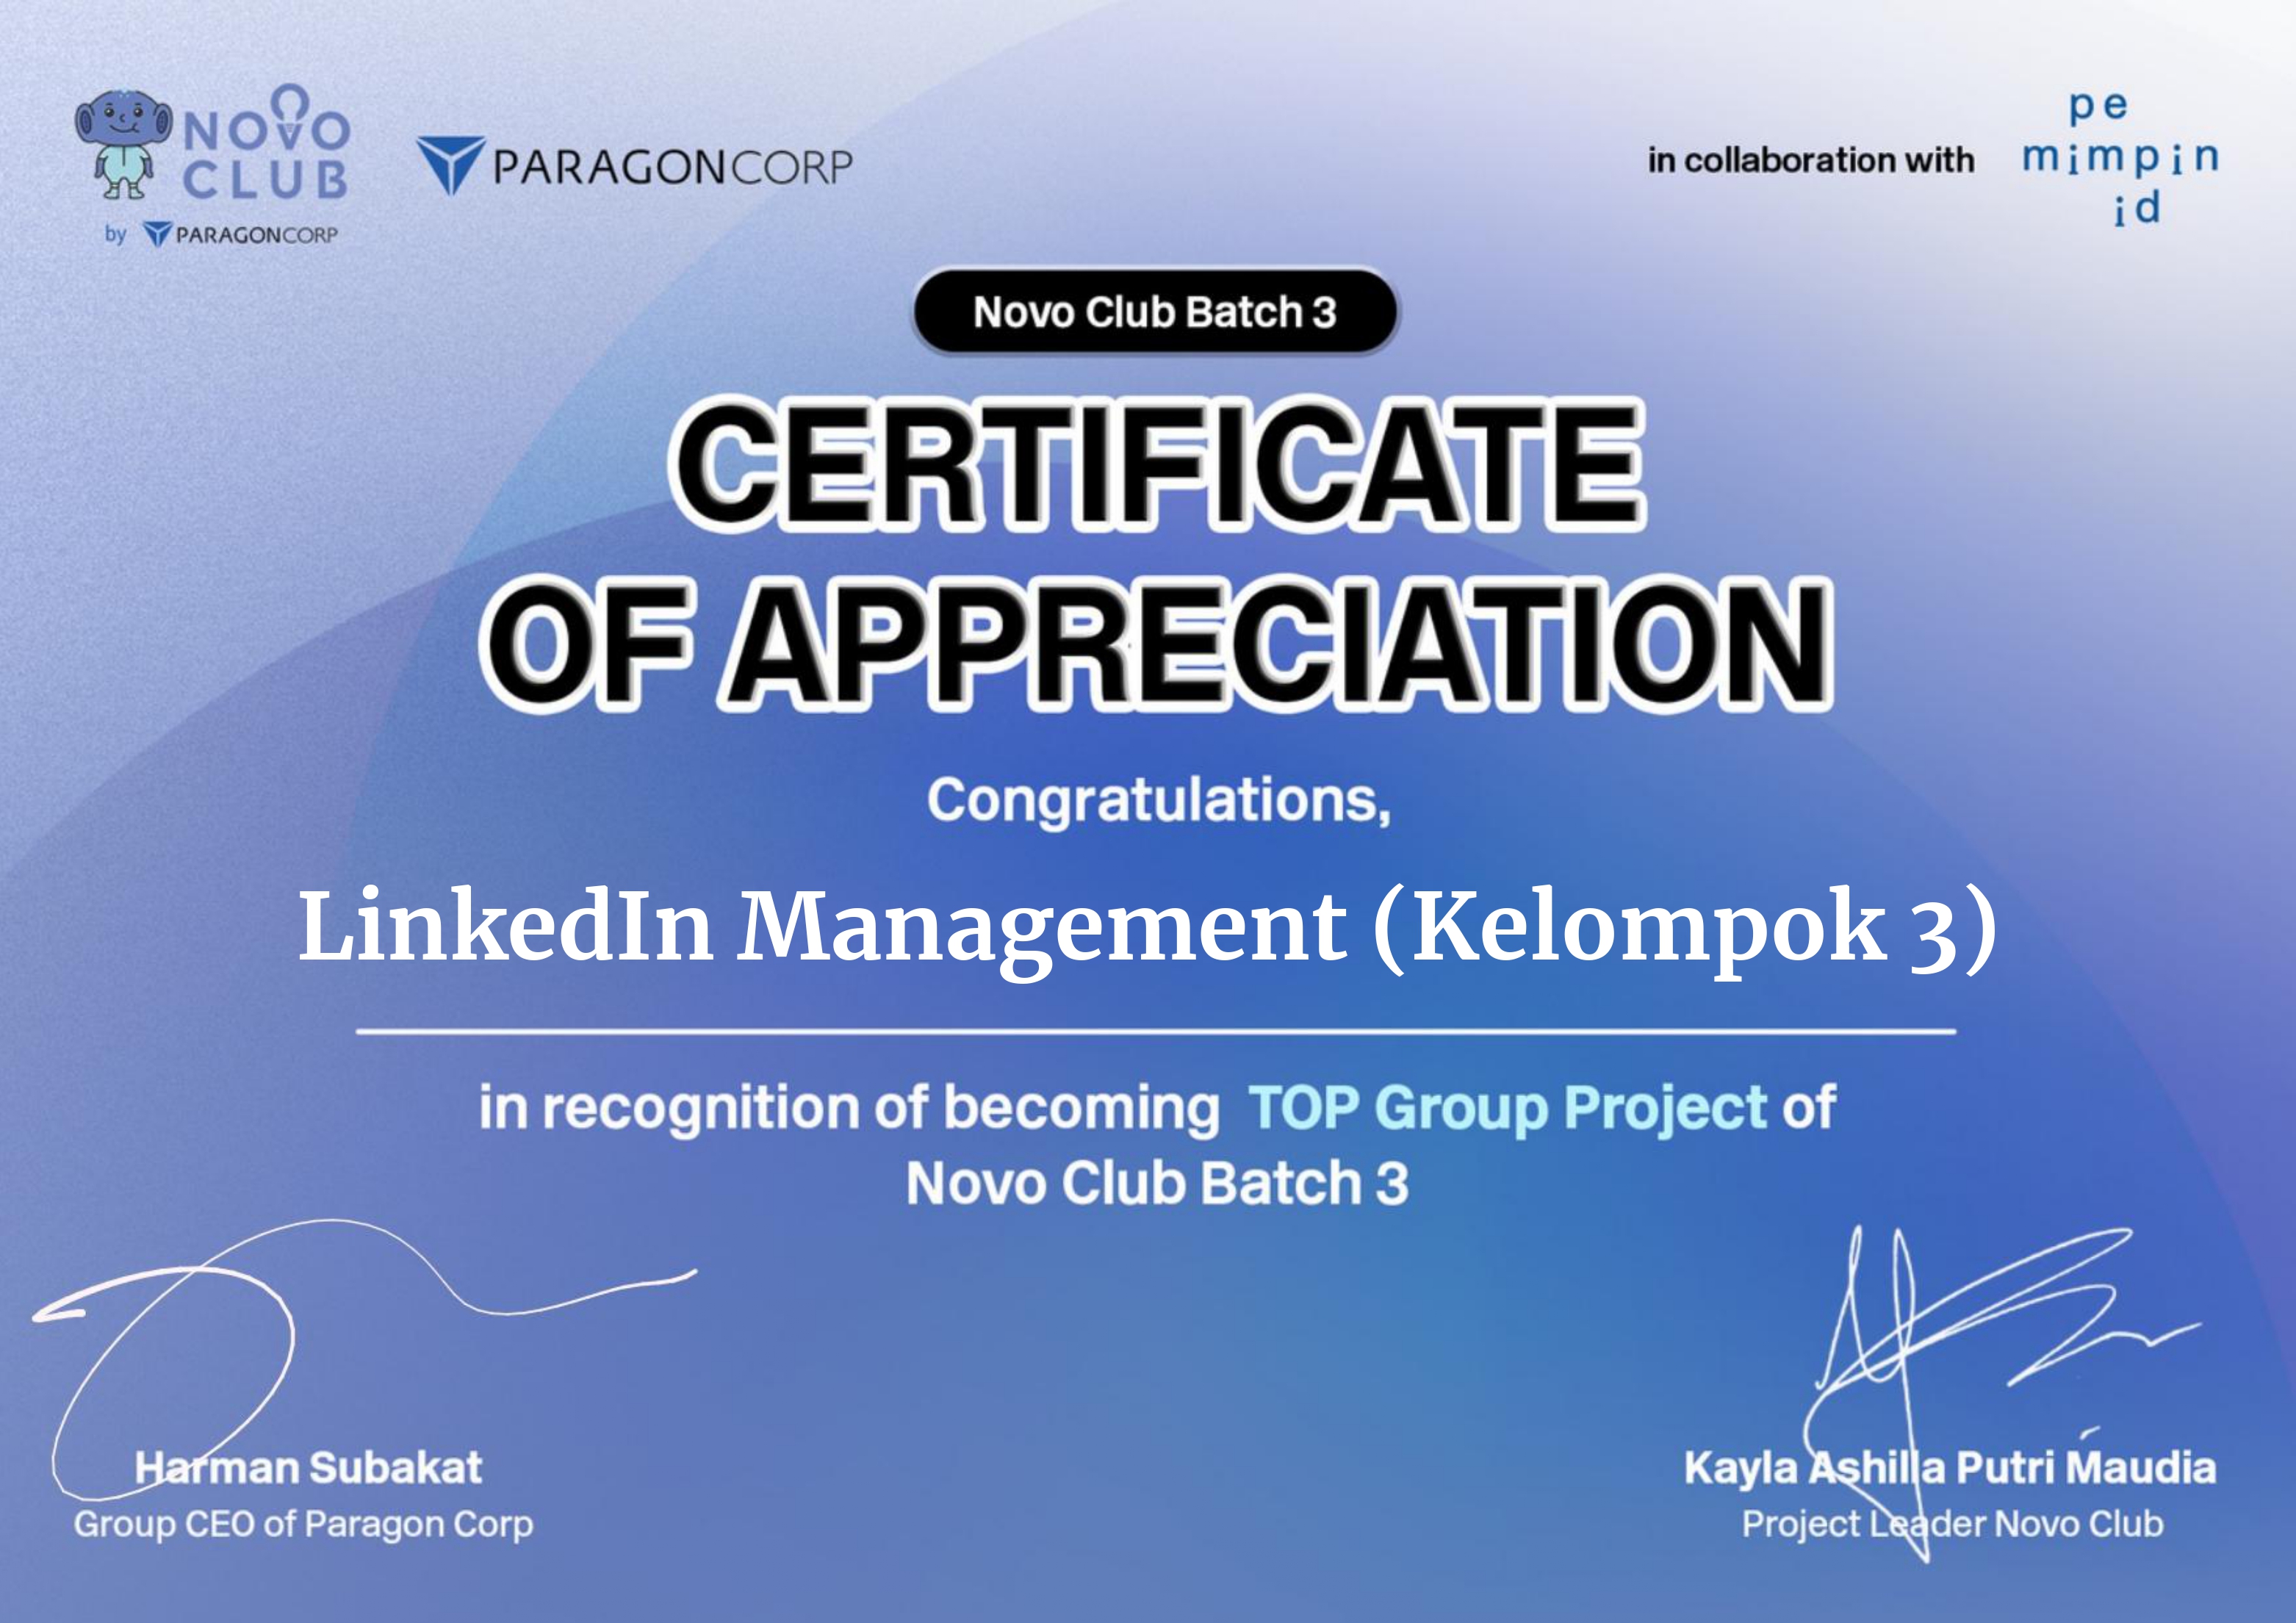 NOVO
CLUB
by PARAGONCORP
PARAGONCORP
in collaboration with
pe
mimpin
id
Novo Club Batch 3
CERTIFICATE
OF APPRECIATION
Congratulations,
LinkedIn Management (Kelompok 3)
in recognition of becoming TOP Group Project of
Novo Club Batch 3
Harman Subakat
Group CEO of Paragon Corp
Kayla Ashilla Putri Maudia
Project Leader Novo Club